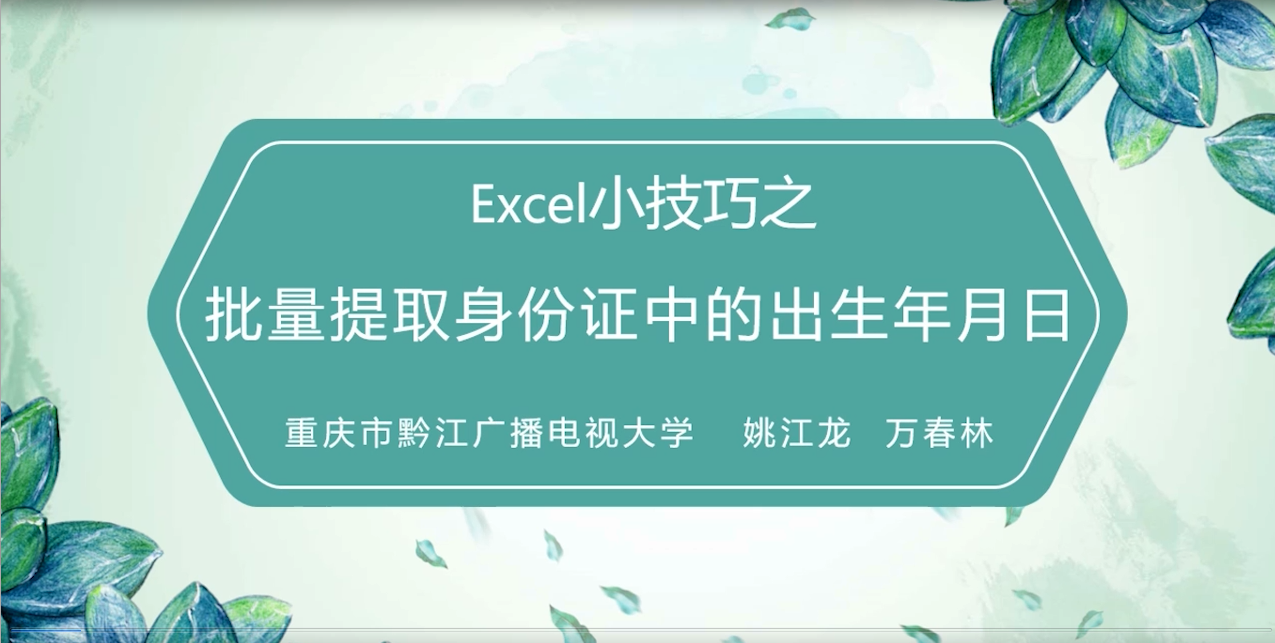 Excel小技巧之
批量提取身份证中的出生年月日
重庆市黔江广播电视大学 姚江龙 万春林